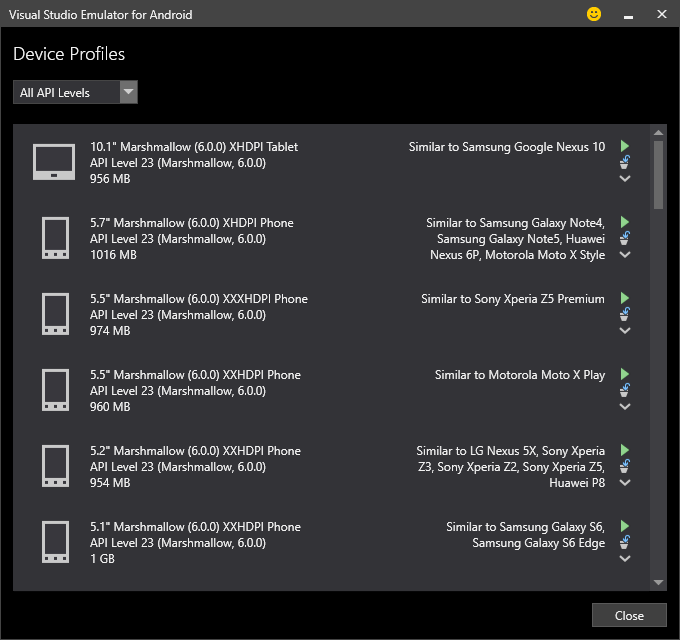 Visual Studio Emulator for Android
Device Profiles
All API Levels
10.1" Marshmallow (6.0.0) XHDPI Tablet
API Level 23 (Marshmallow, 6.0.0)
956 MB
Similar to Samsung Google Nexus 10
5.7" Marshmallow (6.0.0) XHDPI Phone
API Level 23 (Marshmallow, 6.0.0)
1016 MB
Similar to Samsung Galaxy Note4,
Samsung Galaxy Note5, Huawei
Nexus 6P, Motorola Moto X Style
5.5" Marshmallow (6.0.0) XXXHDPI Phone
API Level 23 (Marshmallow, 6.0.0)
974 MB
Similar to Sony Xperia Z5 Premium
5.5" Marshmallow (6.0.0) XXHDPI Phone
API Level 23 (Marshmallow, 6.0.0)
960 MB
Similar to Motorola Moto X Play
5.2" Marshmallow (6.0.0) XXHDPI Phone
API Level 23 (Marshmallow, 6.0.0)
954 MB
Similar to LG Nexus 5X, Sony Xperia
Z3, Sony Xperia Z2, Sony Xperia Z5,
Huawei P8
5.1" Marshmallow (6.0.0) XXHDPI Phone
API Level 23 (Marshmallow, 6.0.0)
1 GB
Similar to Samsung Galaxy S6,
Samsung Galaxy S6 Edge
Close